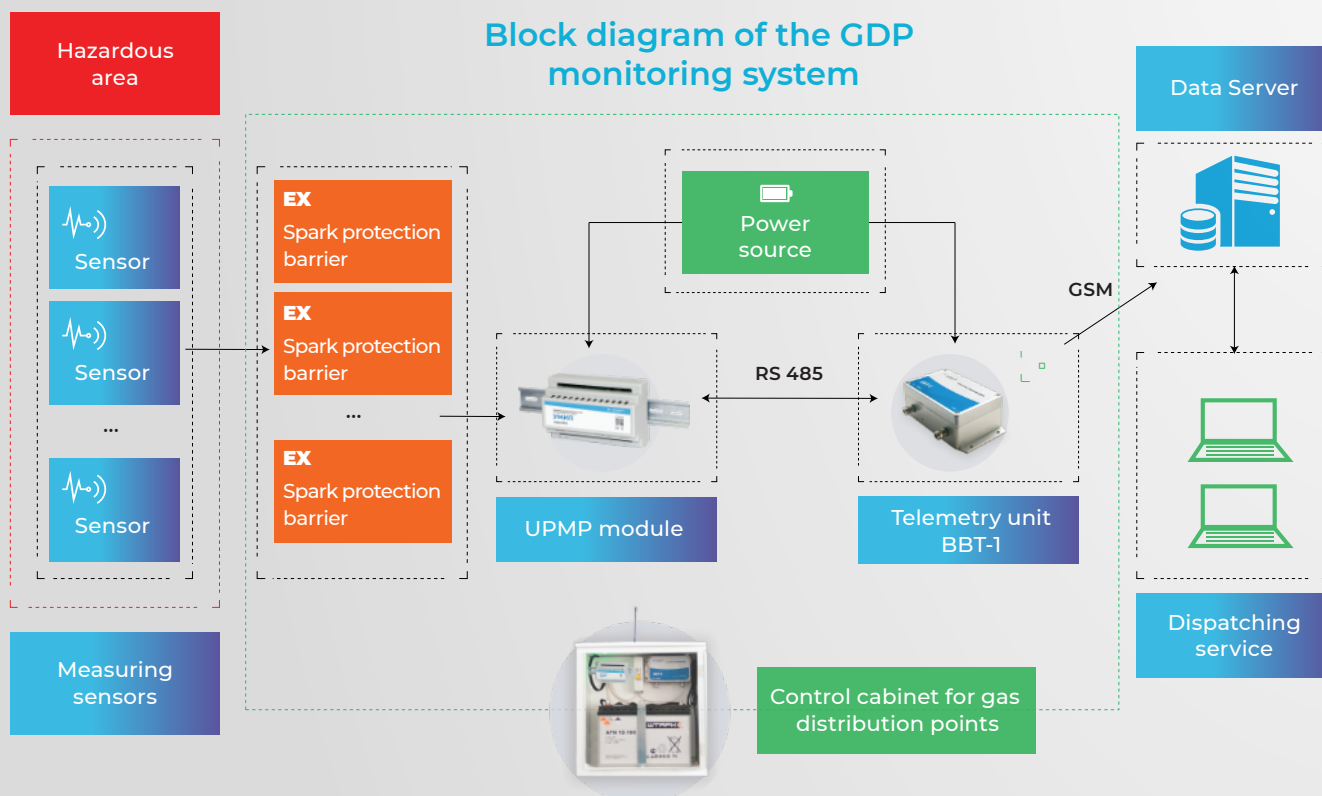 Hazardous
area
Block diagram of the GDP
monitoring system
Data Server
Sensor
Sensor
...
Sensor
EX
Spark protection
barrier
EX
Spark protection
barrier
...
EX
Spark protection
barrier
Power
source
GSM
RS 485
UPMP module
Telemetry unit
BBT-1
Measuring
sensors
Control cabinet for gas
distribution points
Dispatching
service